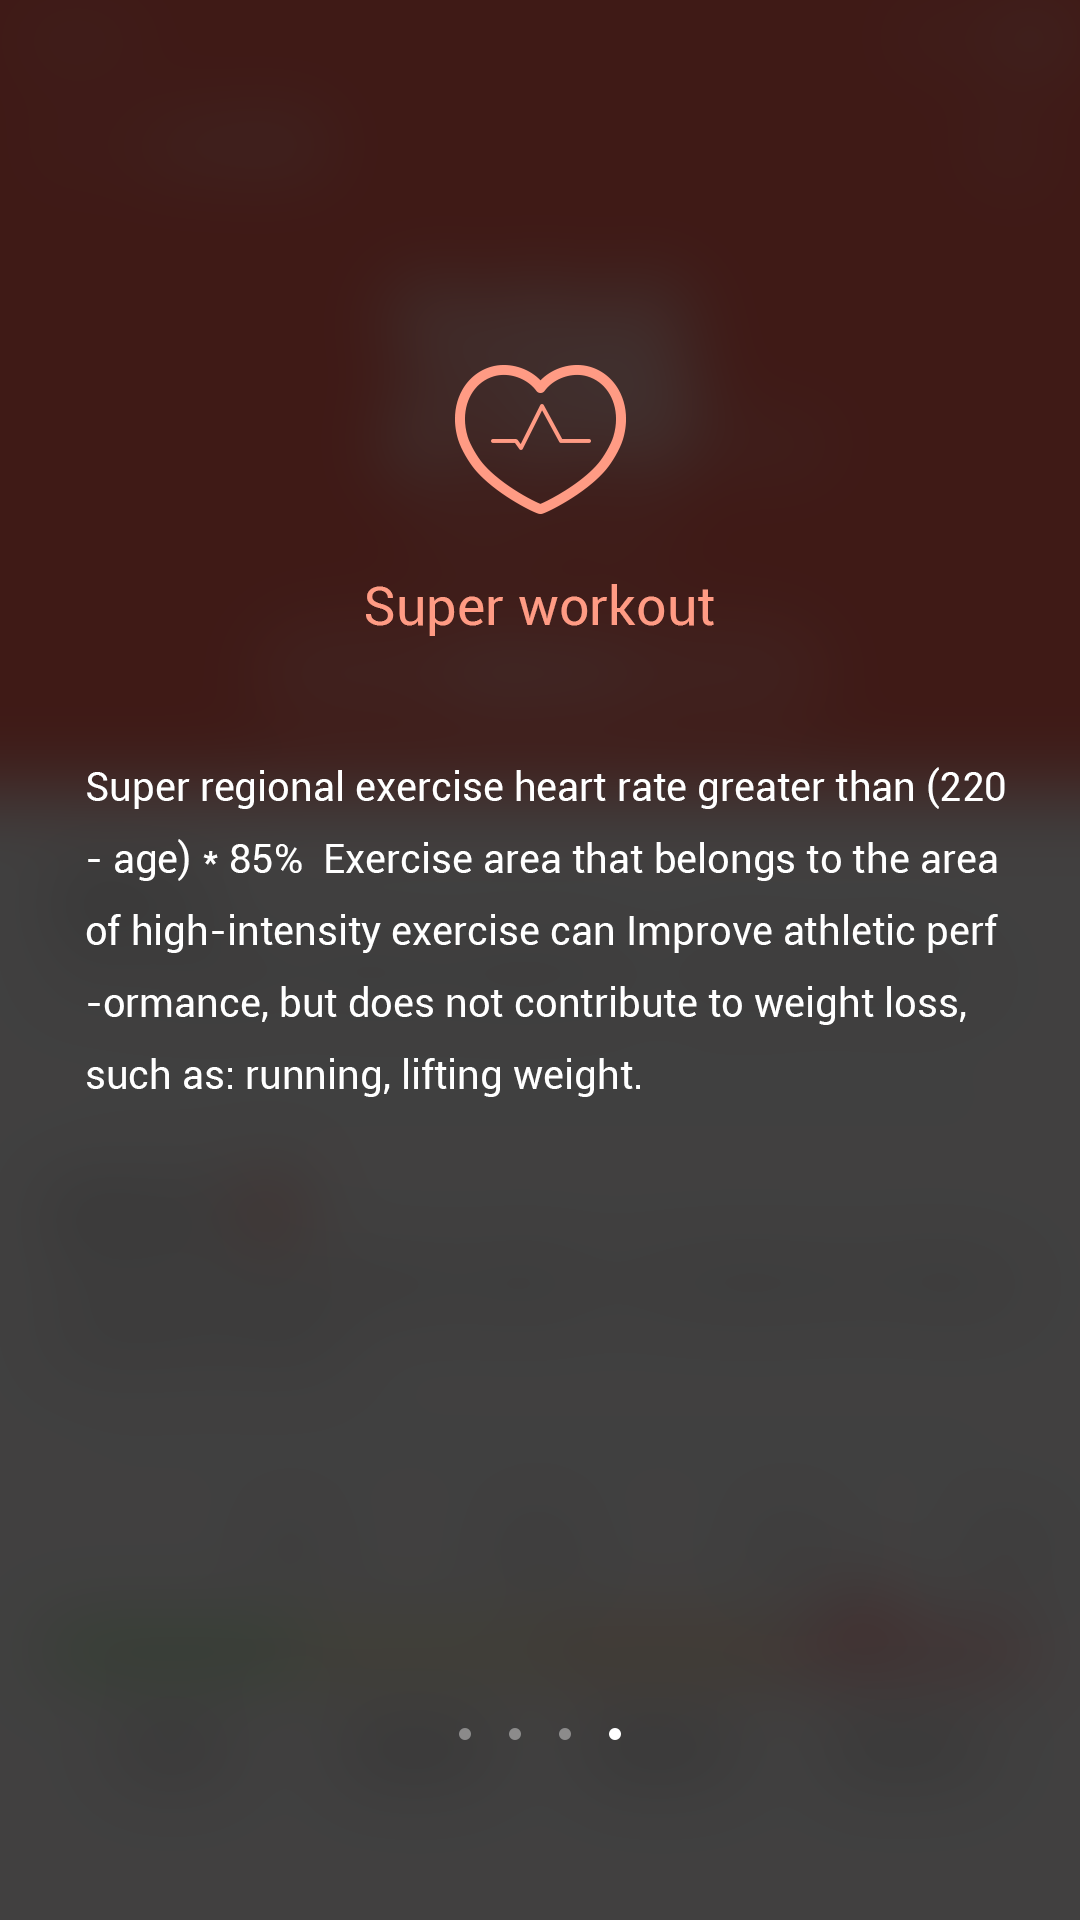 Super workout
Super regional exercise heart rate greater than (220
- age) * 85%  Exercise area that belongs to the area
of high-intensity exercise can Improve athletic perf
-ormance, but does not contribute to weight loss,
such as: running, lifting weight.